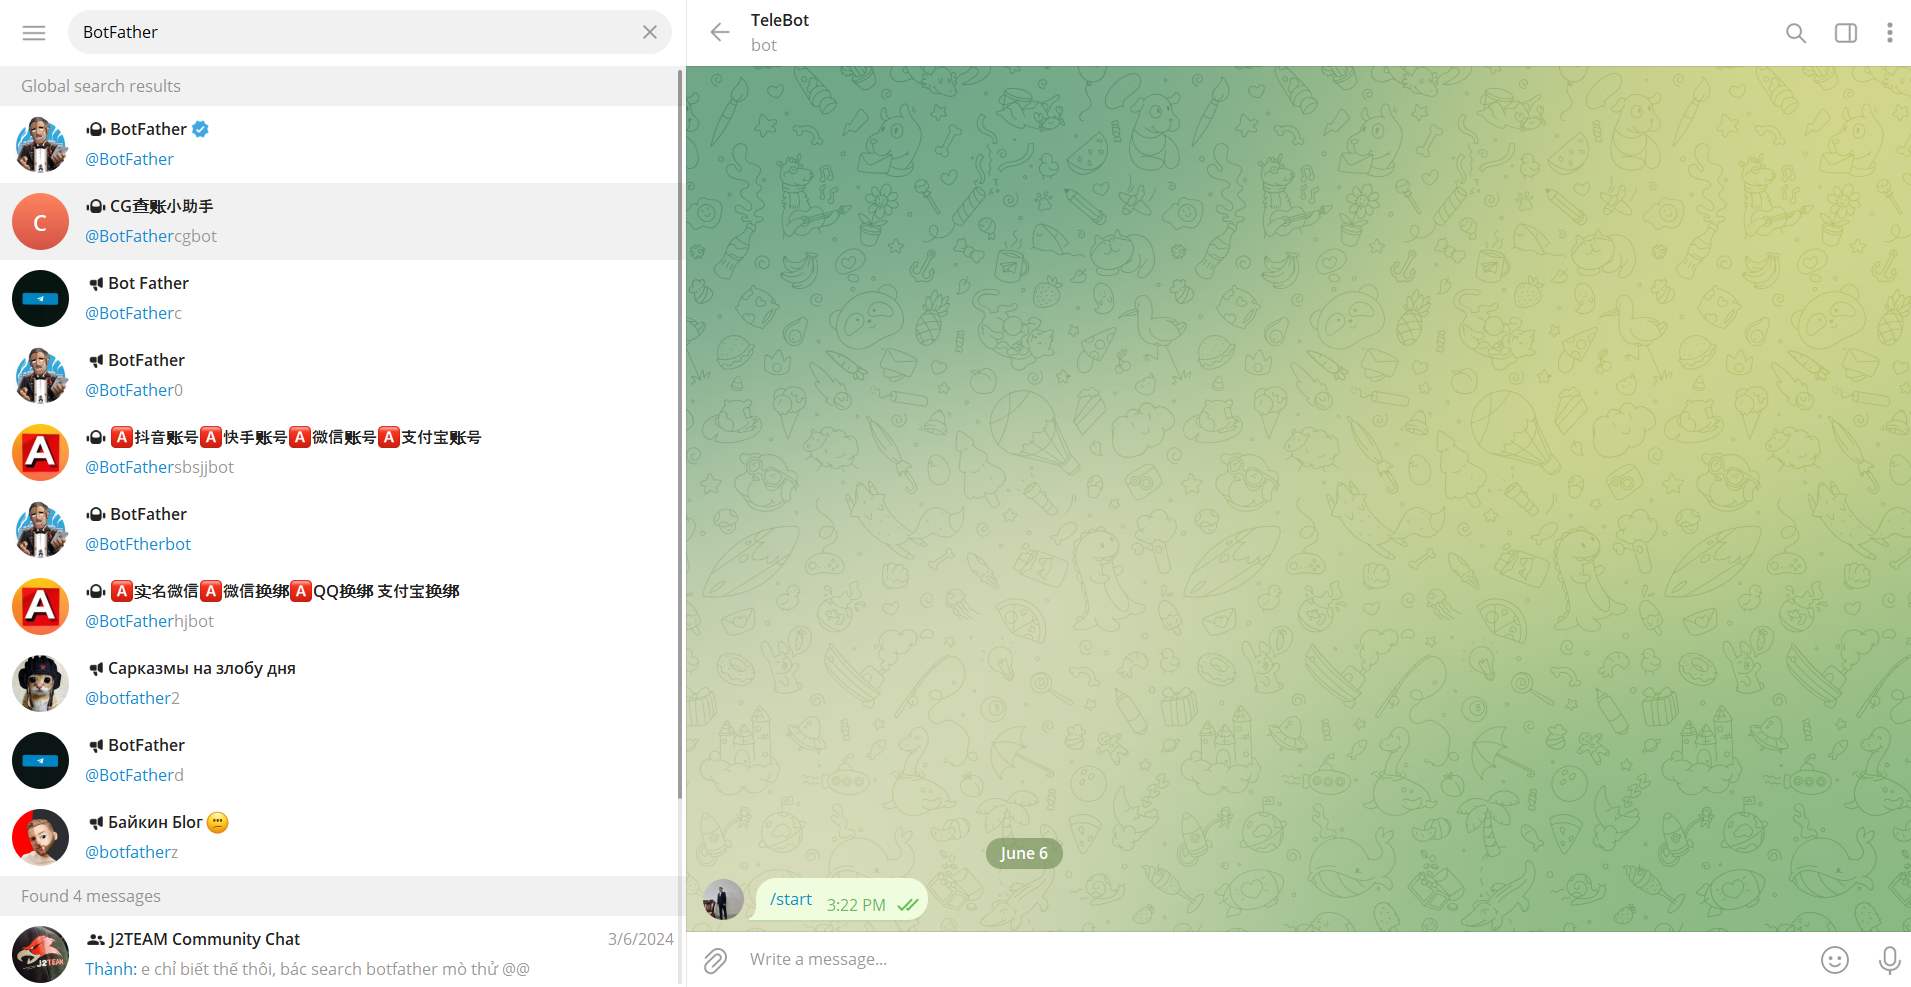 BotFather
Global search results
BotFather
@BotFather
C
CG查账小助手
@BotFathercgbot
Bot Father
@BotFatherc
BotFather
@BotFather0
A
🅰抖音账号🅰快手账号🅰微信账号🅰支付宝账号
@BotFathersbsjjbot
BotFather
@BotFtherbot
A
🅰实名微信🅰微信换绑🅰QQ换绑 支付宝换绑
@BotFatherhjbot
Сарказмы на злобу дня
@botfather2
BotFather
@BotFatherd
Байкин Блог
@botfatherz
Found 4 messages
J2TEAM
J2TEAM Community Chat
3/6/2024
Thành: e chỉ biết thế thôi, bác search botfather mò thử @@
TeleBot
bot
June 6
/start 3:22 PM
Write a message...